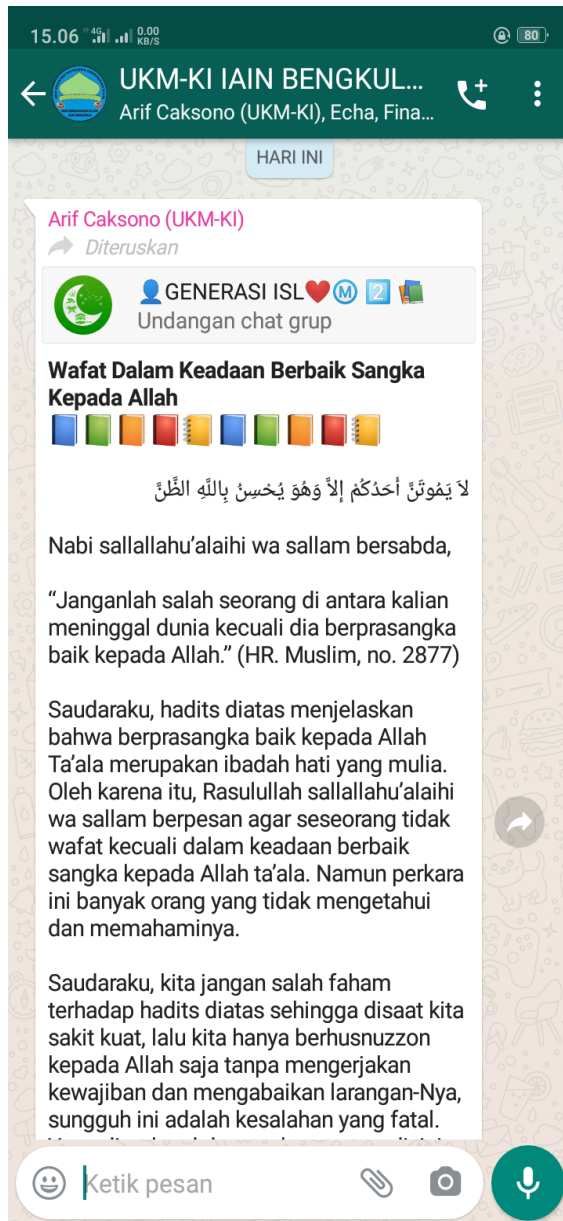 15.06 4G 0.00 KB/S 80
UKM-KI IAIN BENGKUL...
Arif Caksono (UKM-KI), Echa, Fina...
HARI INI
Arif Caksono (UKM-KI)
Diteruskan
👤GENERASI ISL❤️Ⓜ️ 2️⃣
Undangan chat grup
Wafat Dalam Keadaan Berbaik Sangka
Kepada Allah
📘📗📙📕📒📘📗📙📕📒
لاَ يَمُوتَنَّ أَحَدُكُمْ إِلاَّ وَهُوَ يُحْسِنُ بِاللَّهِ الظَّنَّ
Nabi sallallahu’alaihi wa sallam bersabda,
“Janganlah salah seorang di antara kalian
meninggal dunia kecuali dia berprasangka
baik kepada Allah.” (HR. Muslim, no. 2877)
Saudaraku, hadits diatas menjelaskan
bahwa berprasangka baik kepada Allah
Ta’ala merupakan ibadah hati yang mulia.
Oleh karena itu, Rasulullah sallallahu’alaihi
wa sallam berpesan agar seseorang tidak
wafat kecuali dalam keadaan berbaik
sangka kepada Allah ta’ala. Namun perkara
ini banyak orang yang tidak mengetahui
dan memahaminya.
Saudaraku, kita jangan salah faham
terhadap hadits diatas sehingga disaat kita
sakit kuat, lalu kita hanya berhusnuzzon
kepada Allah saja tanpa mengerjakan
kewajiban dan mengabaikan larangan-Nya,
sungguh ini adalah kesalahan yang fatal.
Ketik pesan